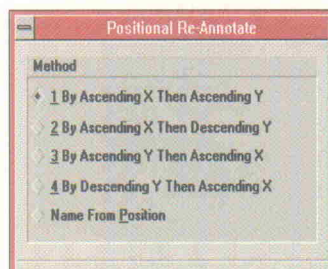 Positional Re-Annotate
Method
1 By Ascending X Then Ascending Y
2 By Ascending X Then Descending Y
3 By Ascending Y Then Ascending X
4 By Descending Y Then Ascending X
Name From Position